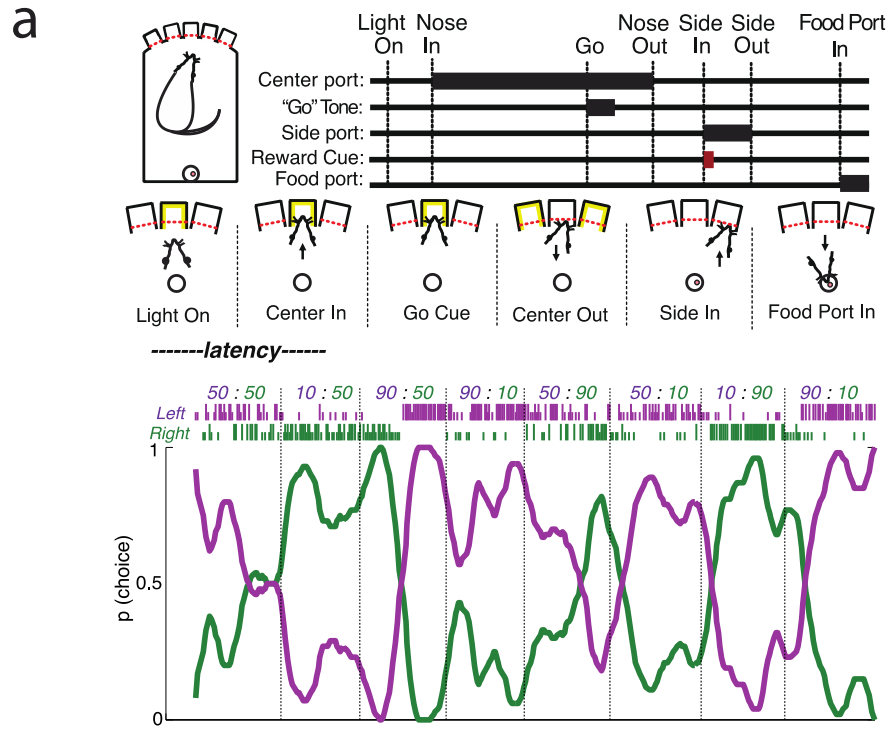 a
Light On
Nose In
Go
Nose Out
Side In
Side Out
Food Port In
Center port:
“Go” Tone:
Side port:
Reward Cue:
Food port:
Light On
Center In
Go Cue
Center Out
Side In
Food Port In
-------latency------
50 : 50
10 : 50
90 : 50
90 : 10
50 : 90
50 : 10
10 : 90
90 : 10
Left
Right
1
0.5
0
p (choice)